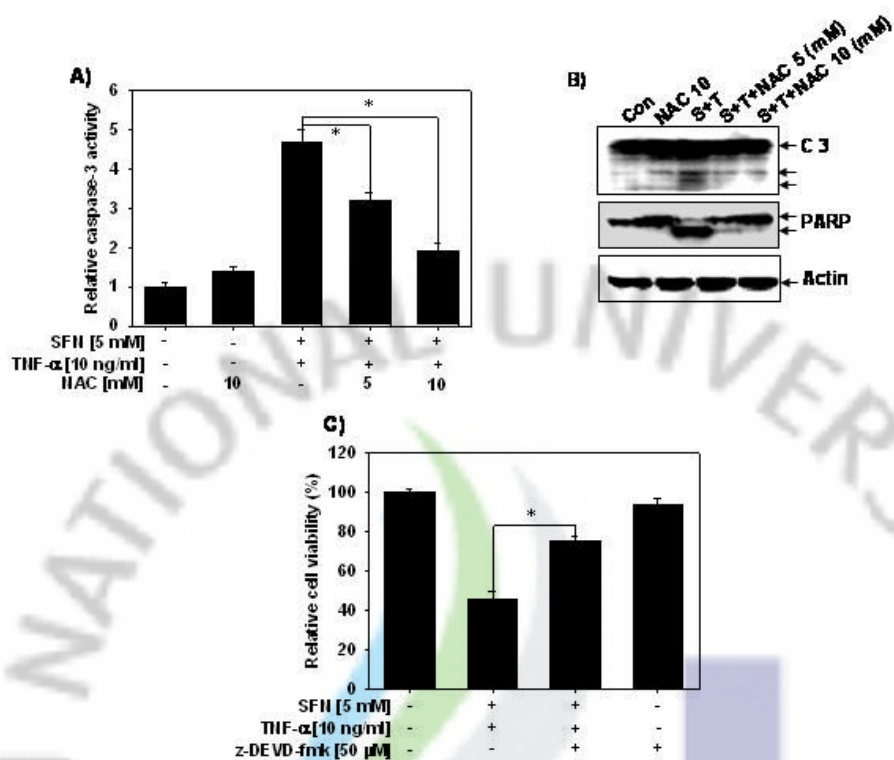 A)
Relative caspase-3 activity
6
5
4
3
2
1
0
*
*
SFN [5 mM] - - + + +
TNF-α [10 ng/ml] - - + + +
NAC [mM] - 10 - 5 10
B)
Con NAC 10 S+T S+T+NAC 5 (mM) S+T+NAC 10 (mM)
C 3
PARP
Actin
C)
Relative cell viability (%)
120
100
80
60
40
20
0
*
SFN [5 mM] - + + -
TNF-α [10 ng/ml] - + + -
z-DEVD-fmk [50 µM] - - + +
NATIONAL UNIVERS